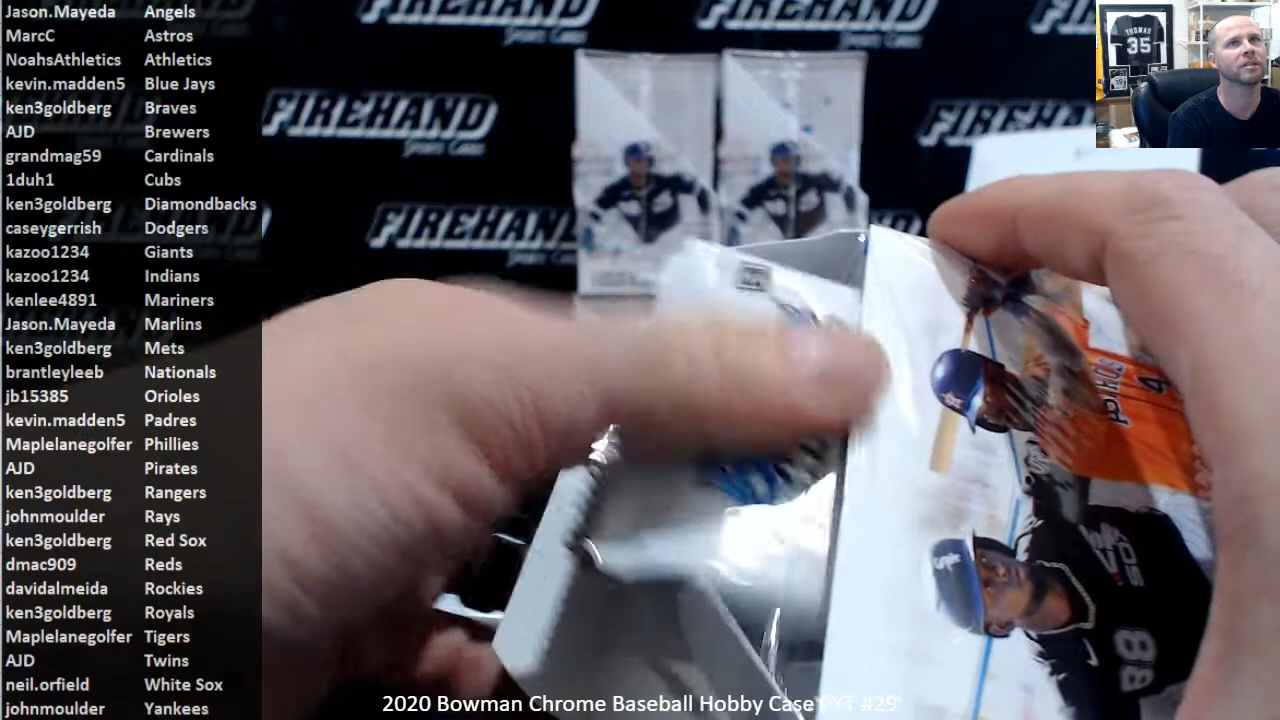 Jason.Mayeda Angels
MarcC Astros
NoahsAthletics Athletics
kevin.madden5 Blue Jays
ken3goldberg Braves
AJD Brewers
grandmag59 Cardinals
1duh1 Cubs
ken3goldberg Diamondbacks
caseygerrish Dodgers
kazoo1234 Giants
kazoo1234 Indians
kenlee4891 Mariners
Jason.Mayeda Marlins
ken3goldberg Mets
brantleyleeb Nationals
jb15385 Orioles
kevin.madden5 Padres
Maplelanegolfer Phillies
AJD Pirates
ken3goldberg Rangers
johnmoulder Rays
ken3goldberg Red Sox
dmac909 Reds
davidalmeida Rockies
ken3goldberg Royals
Maplelanegolfer Tigers
AJD Twins
neil.orfield White Sox
johnmoulder Yankees
FIREHAND
FIREHAND
FIREHAND
FIREHAND
THOMAS
35
4
88
2020 Bowman Chrome Baseball Hobby Case PYT #29